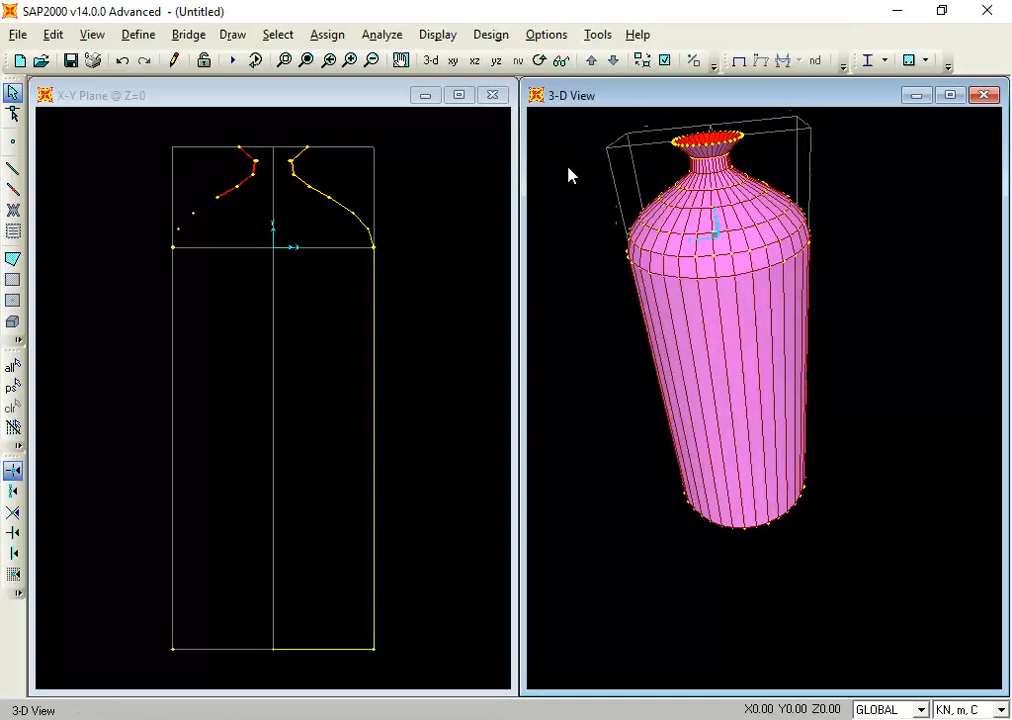 SAP2000 v14.0.0 Advanced - (Untitled)
File Edit View Define Bridge Draw Select Assign Analyze Display Design Options Tools Help
3-d xy xz yz nv nd
X-Y Plane @ Z=0
3-D View
all
ps
clr
3-D View
X0.00 Y0.00 Z0.00 GLOBAL KN, m, C